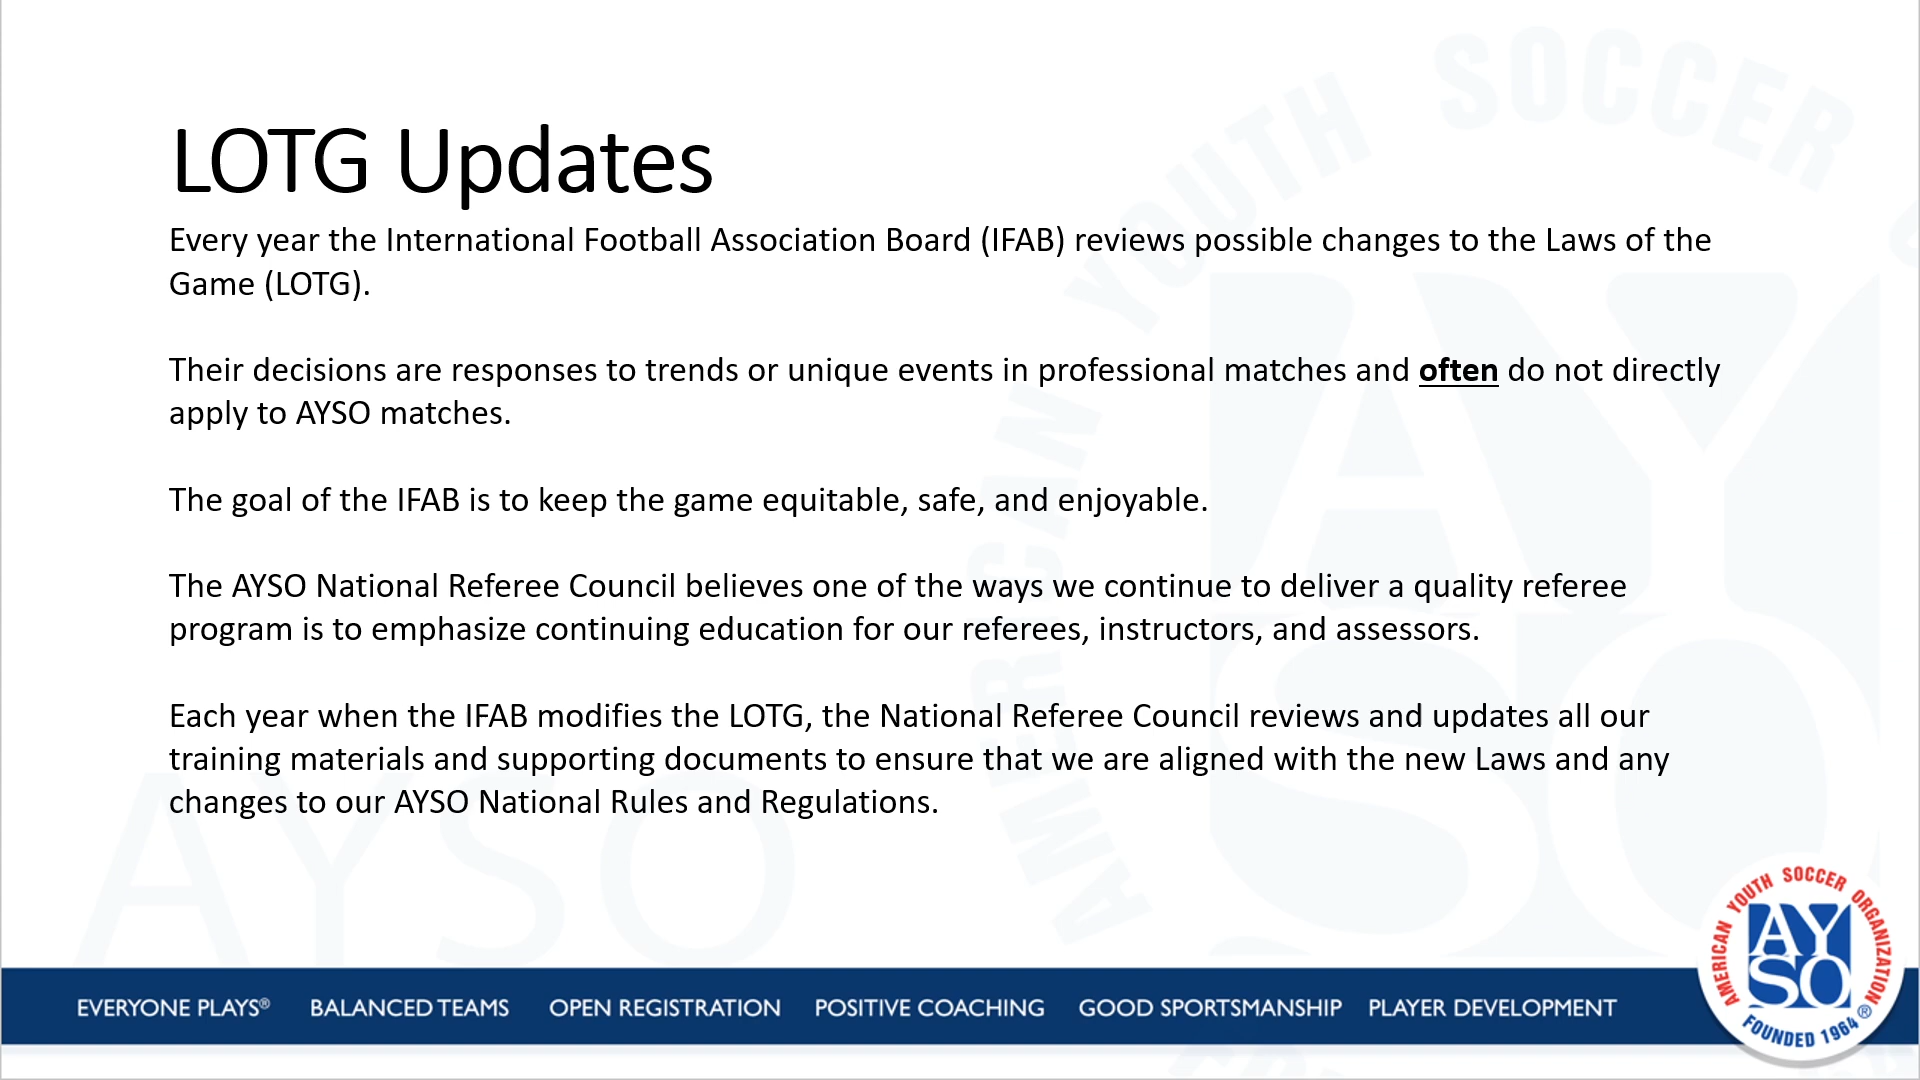 LOTG Updates
Every year the International Football Association Board (IFAB) reviews possible changes to the Laws of the
Game (LOTG).
Their decisions are responses to trends or unique events in professional matches and often do not directly
apply to AYSO matches.
The goal of the IFAB is to keep the game equitable, safe, and enjoyable.
The AYSO National Referee Council believes one of the ways we continue to deliver a quality referee
program is to emphasize continuing education for our referees, instructors, and assessors.
Each year when the IFAB modifies the LOTG, the National Referee Council reviews and updates all our
training materials and supporting documents to ensure that we are aligned with the new Laws and any
changes to our AYSO National Rules and Regulations.
AYSO
AMERICAN YOUTH SOCCER
AYSO
EVERYONE PLAYS® BALANCED TEAMS OPEN REGISTRATION POSITIVE COACHING GOOD SPORTSMANSHIP PLAYER DEVELOPMENT
AMERICAN YOUTH SOCCER ORGANIZATION
AY
SO
®
FOUNDED 1964